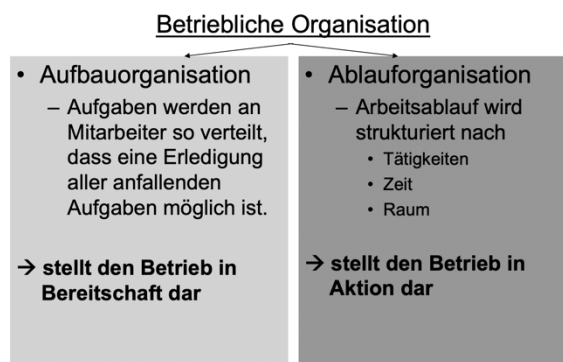 Betriebliche Organisation
• Aufbauorganisation
– Aufgaben werden an
Mitarbeiter so verteilt,
dass eine Erledigung
aller anfallenden
Aufgaben möglich ist.
→ stellt den Betrieb in
Bereitschaft dar
• Ablauforganisation
– Arbeitsablauf wird
strukturiert nach
• Tätigkeiten
• Zeit
• Raum
→ stellt den Betrieb in
Aktion dar